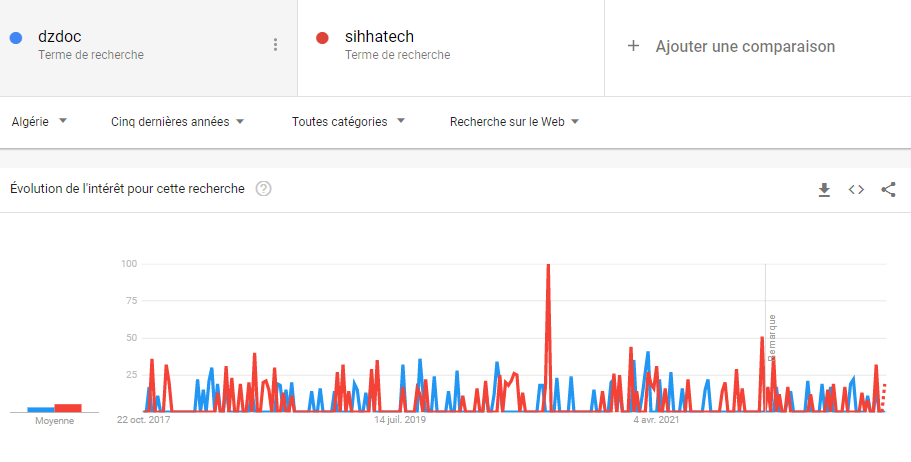 dzdoc
Terme de recherche
sihhatech
Terme de recherche
+ Ajouter une comparaison
Algérie
Cinq dernières années
Toutes catégories
Recherche sur le Web
Évolution de l'intérêt pour cette recherche ?
100
75
50
25
Remarque
Moyenne
22 oct. 2017
14 juil. 2019
4 avr. 2021